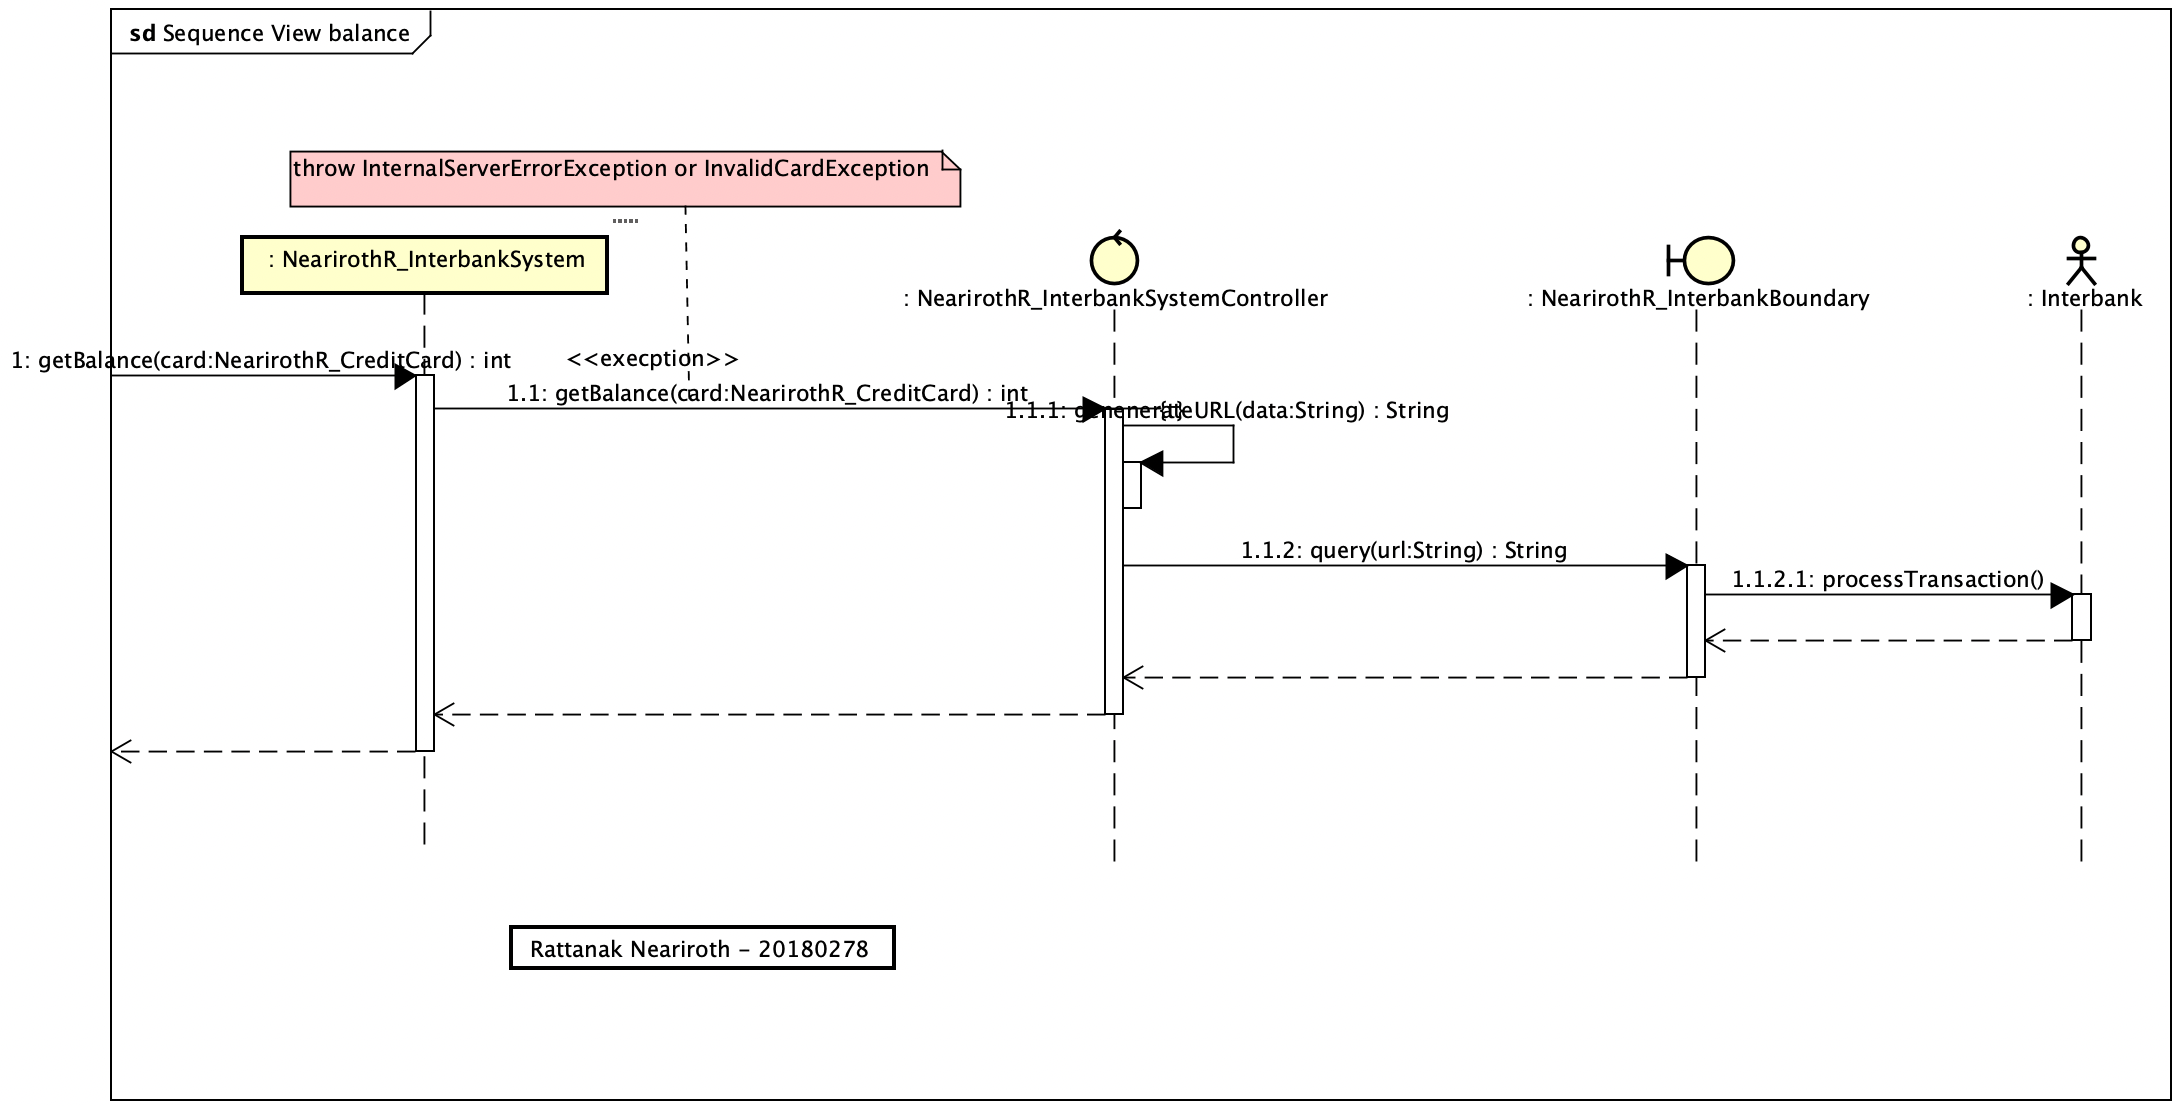 sd Sequence View balance
throw InternalServerErrorException or InvalidCardException
: NearirothR_InterbankSystem
: NearirothR_InterbankSystemController
: NearirothR_InterbankBoundary
: Interbank
1: getBalance(card:NearirothR_CreditCard) : int
<<execption>>
1.1: getBalance(card:NearirothR_CreditCard) : int
1.1.1: generateURL(data:String) : String
1.1.2: query(url:String) : String
1.1.2.1: processTransaction()
Rattanak Neariroth - 20180278